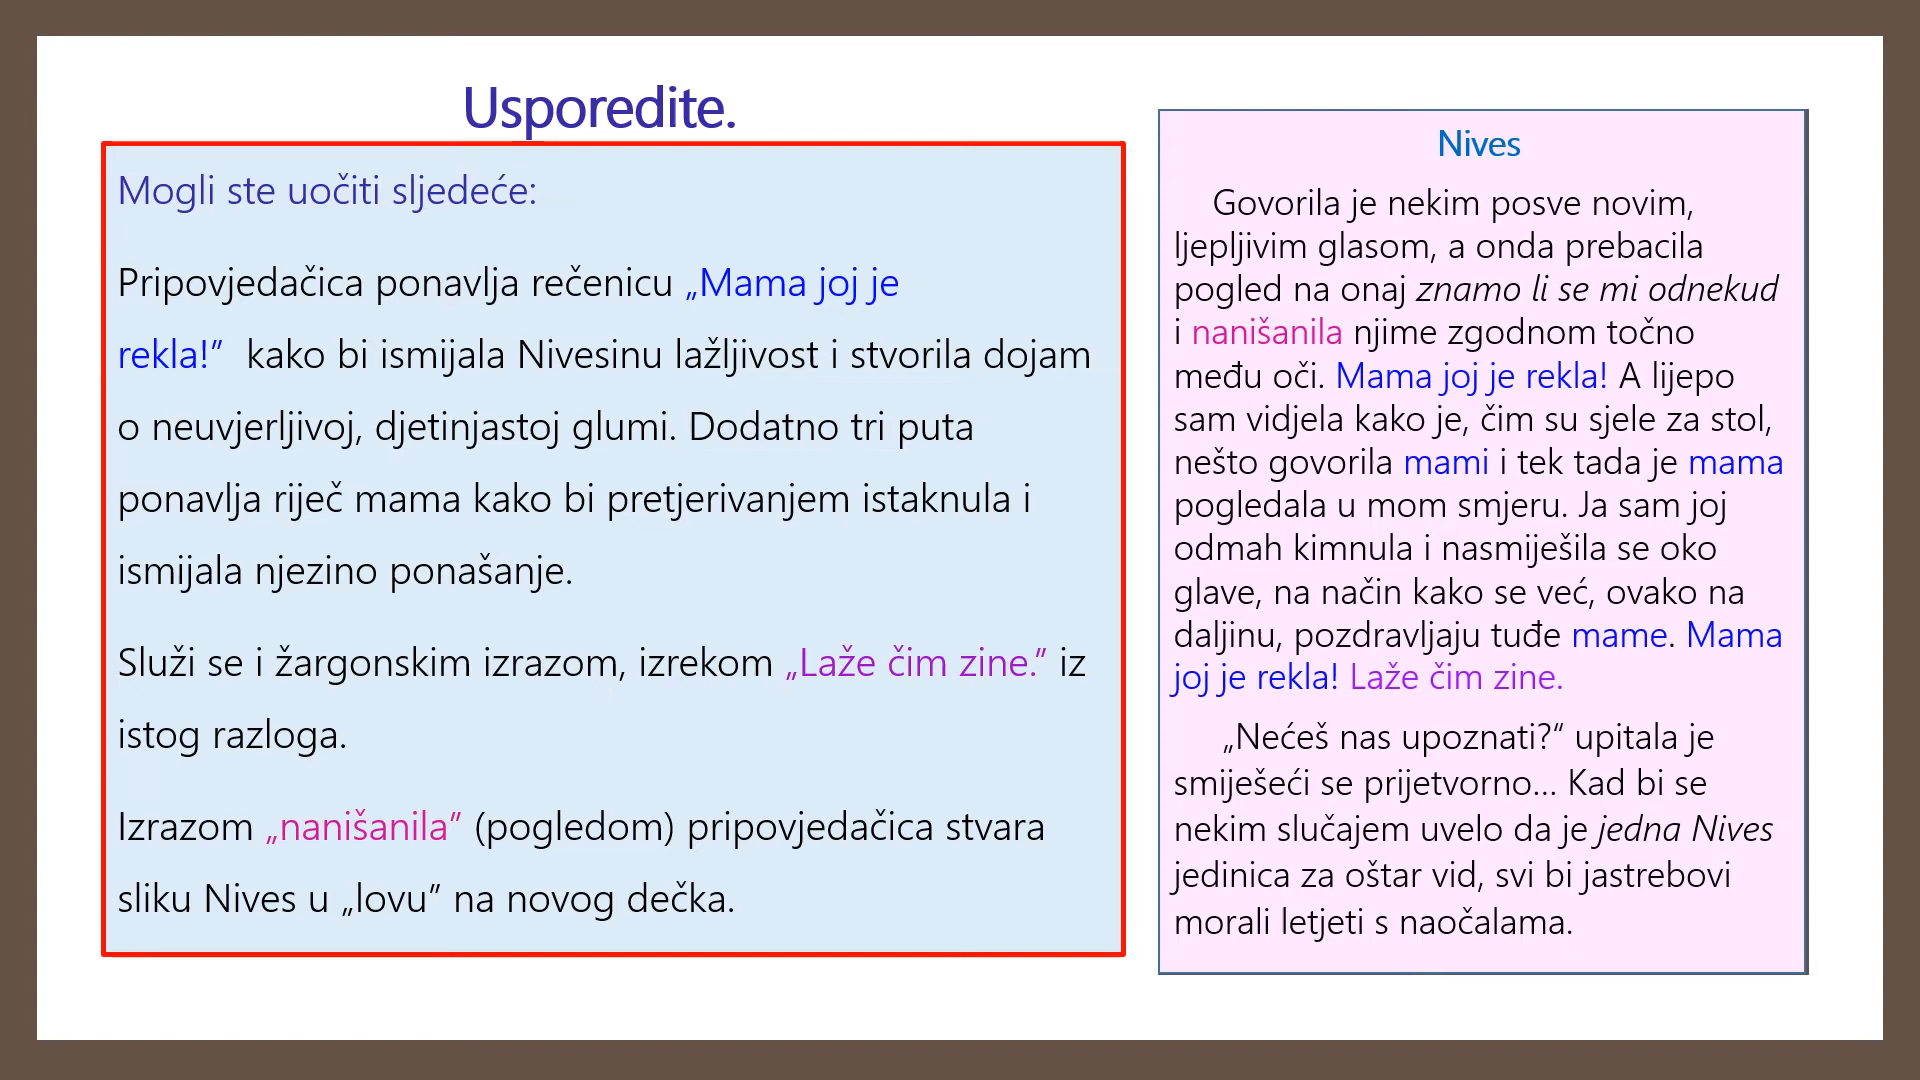 Usporedite.
Mogli ste uočiti sljedeće:
Pripovjedačica ponavlja rečenicu „Mama joj je
rekla!” kako bi ismijala Nivesinu lažljivost i stvorila dojam
o neuvjerljivoj, djetinjastoj glumi. Dodatno tri puta
ponavlja riječ mama kako bi pretjerivanjem istaknula i
ismijala njezino ponašanje.
Služi se i žargonskim izrazom, izrekom „Laže čim zine.” iz
istog razloga.
Izrazom „nanišanila” (pogledom) pripovjedačica stvara
sliku Nives u „lovu” na novog dečka.
Nives
Govorila je nekim posve novim,
ljepljivim glasom, a onda prebacila
pogled na onaj znamo li se mi odnekud
i nanišanila njime zgodnom točno
među oči. Mama joj je rekla! A lijepo
sam vidjela kako je, čim su sjele za stol,
nešto govorila mami i tek tada je mama
pogledala u mom smjeru. Ja sam joj
odmah kimnula i nasmiješila se oko
glave, na način kako se već, ovako na
daljinu, pozdravljaju tuđe mame. Mama
joj je rekla! Laže čim zine.
„Nećeš nas upoznati?“ upitala je
smiješeći se prijetvorno... Kad bi se
nekim slučajem uvelo da je jedna Nives
jedinica za oštar vid, svi bi jastrebovi
morali letjeti s naočalama.